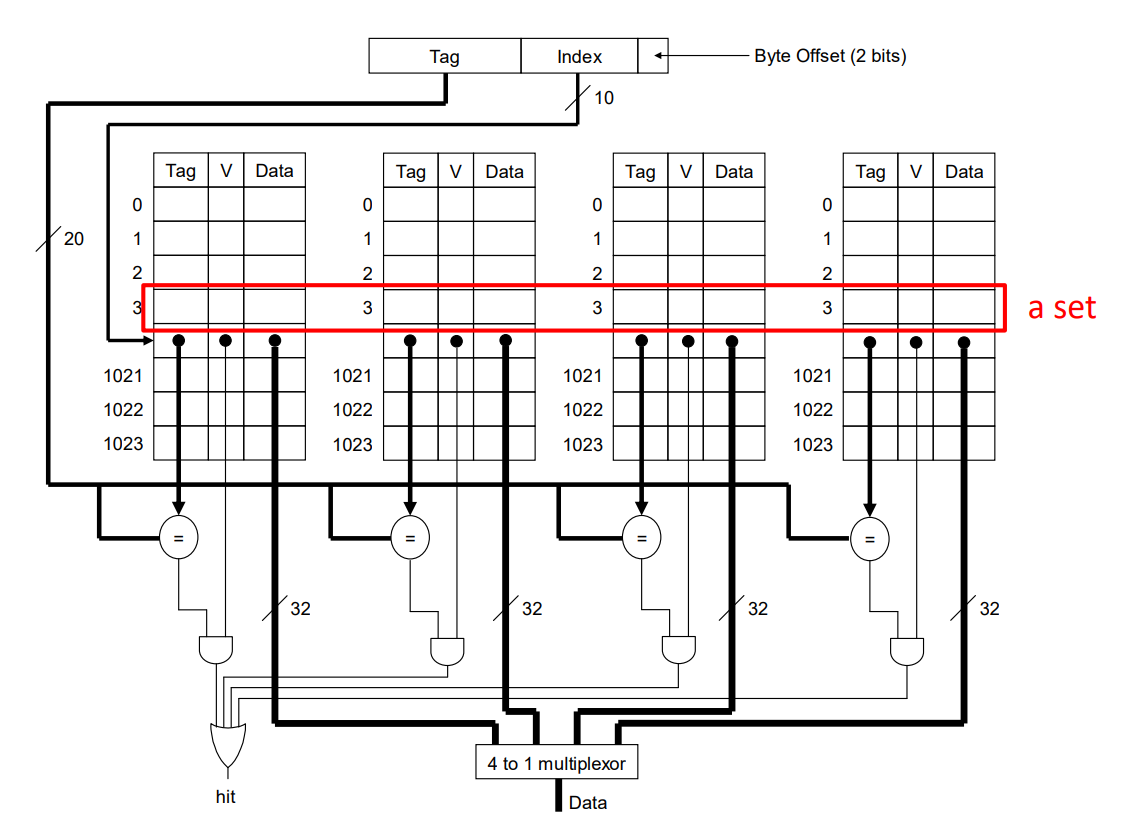 Tag Index Byte Offset (2 bits)
10
Tag V Data Tag V Data Tag V Data Tag V Data
0 0 0 0
20 1 1 1 1
2 2 2 2
3 3 3 3 a set
1021 1021 1021 1021
1022 1022 1022 1022
1023 1023 1023 1023
= = = =
32 32 32 32
4 to 1 multiplexor
hit Data